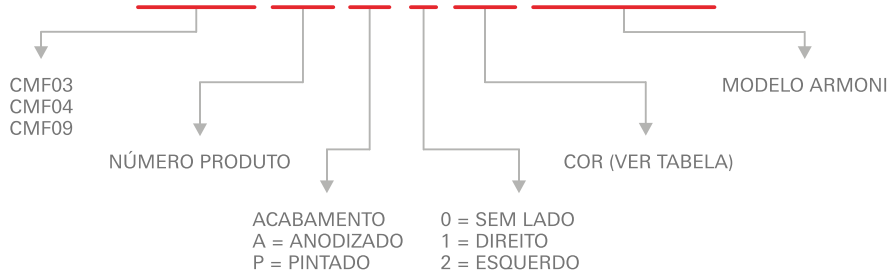 CMF03
CMF04
CMF09
MODELO ARMONI
NÚMERO PRODUTO
COR (VER TABELA)
ACABAMENTO
A = ANODIZADO
P = PINTADO
0 = SEM LADO
1 = DIREITO
2 = ESQUERDO